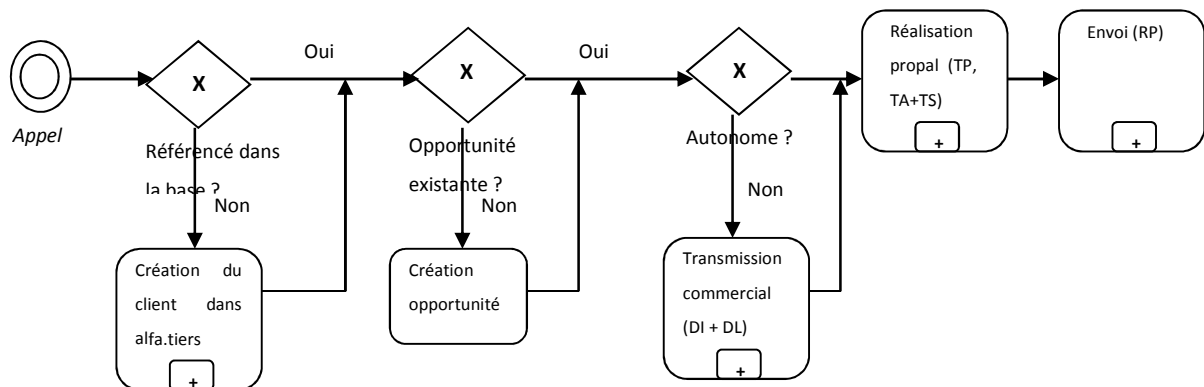 Appel
X
Référencé dans
la base ?
Oui
Non
Création du
client dans
alfa.tiers
+
X
Opportunité
existante ?
Oui
Non
Création
opportunité
X
Autonome ?
Non
Transmission
commercial
(DI + DL)
+
Réalisation
propal (TP,
TA+TS)
+
Envoi (RP)
+